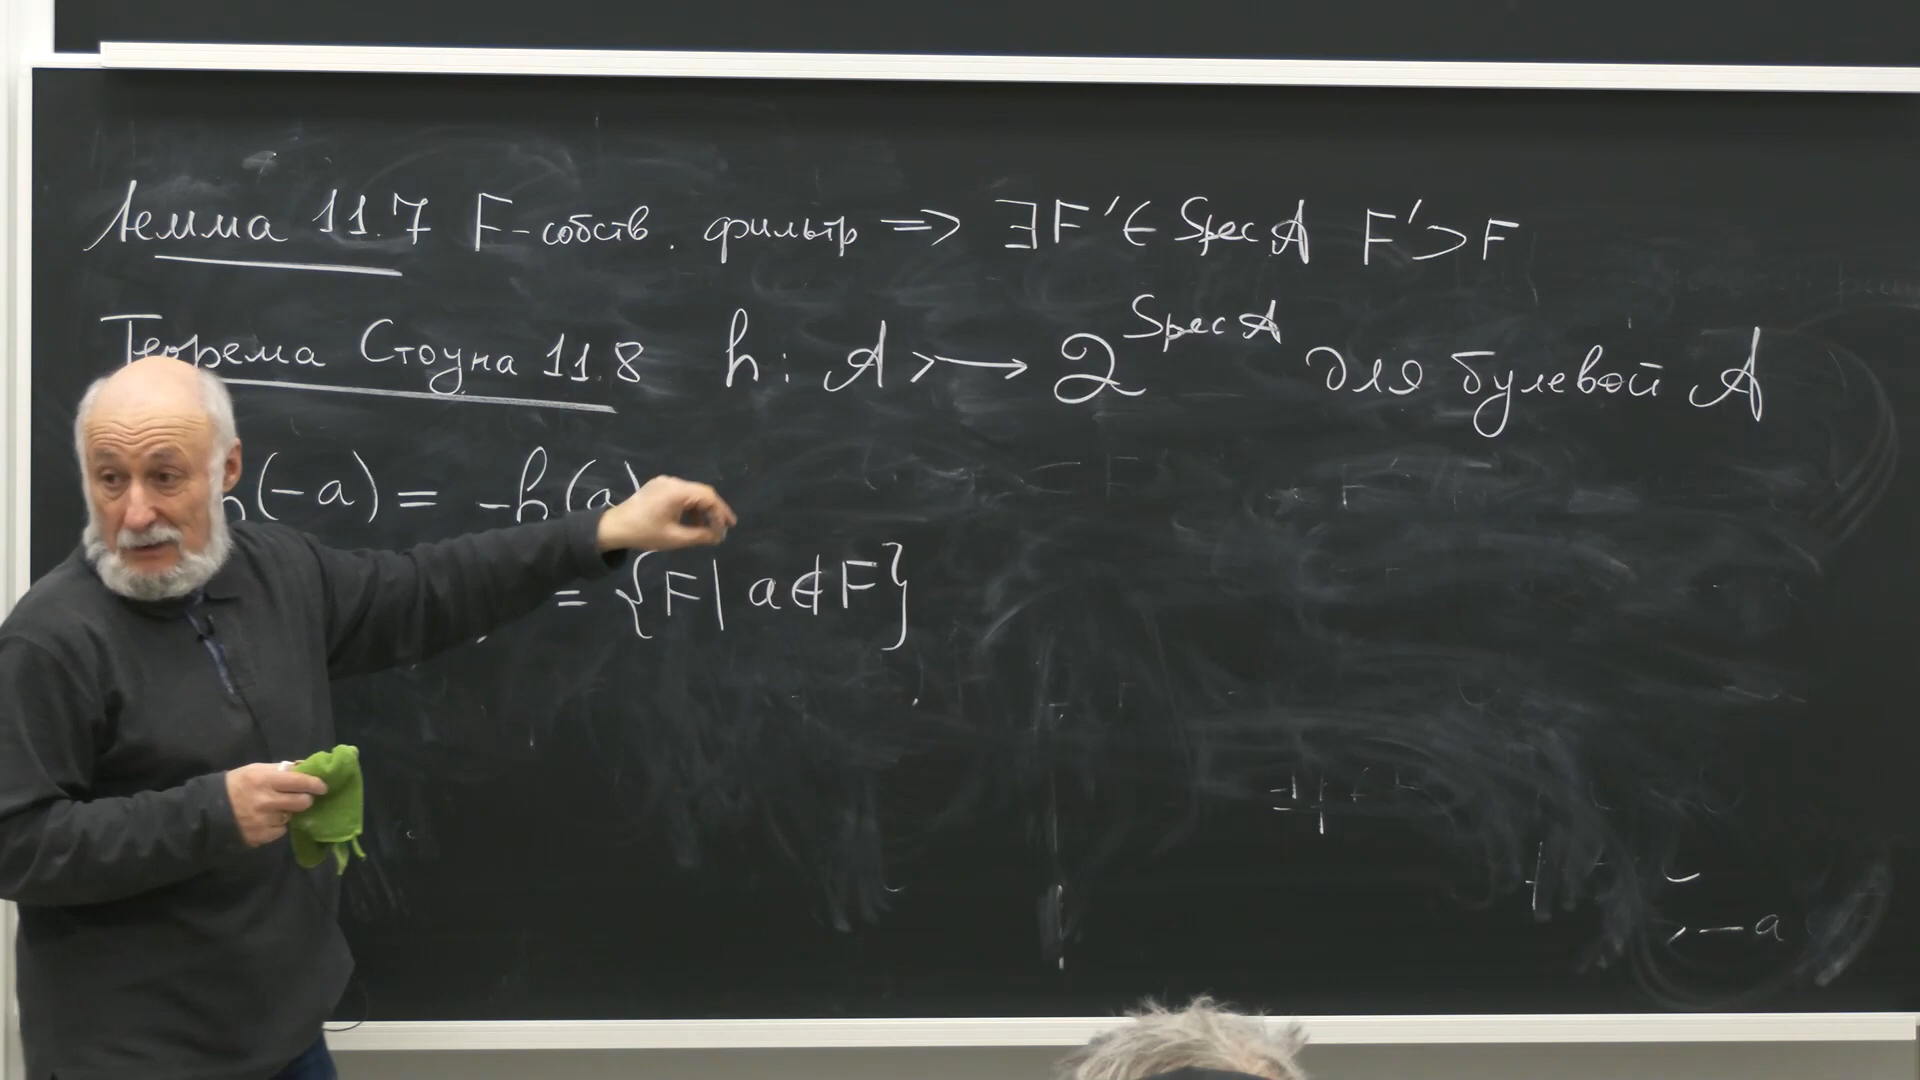 Лемма 11.7 F-собств. фильтр => ∃F'∈ Spec A F'⊃F
Теорема Стоуна 11.8 h: A >→ 2^{Spec A} для булевой A
h(-a) = -h(a)
= {F | a∉F}
-a